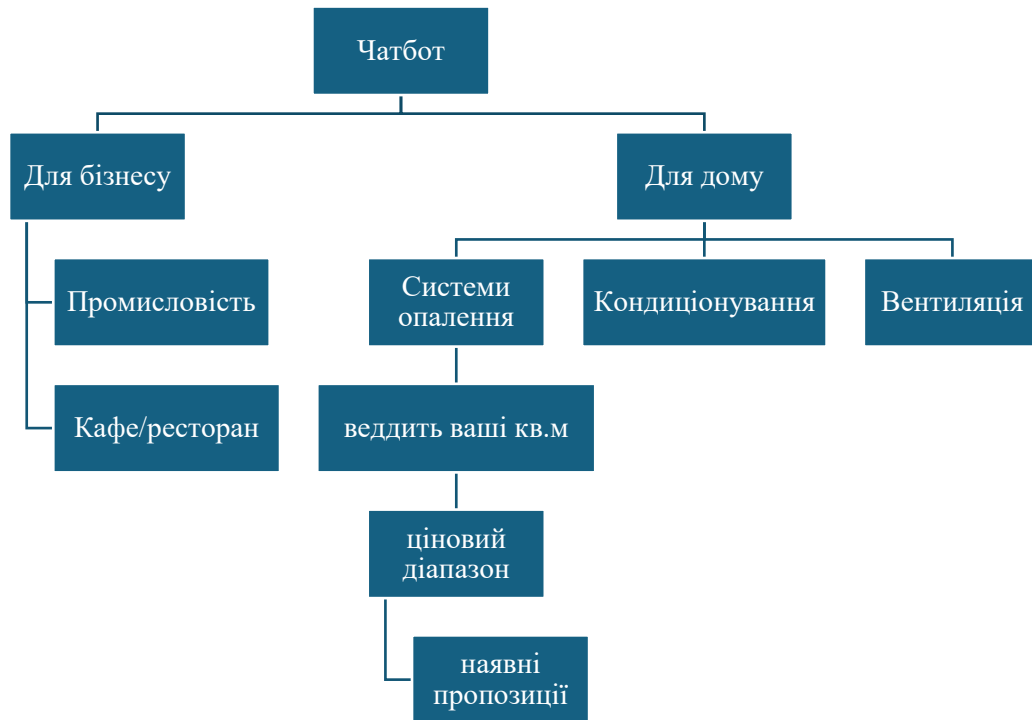 Чатбот
Для бізнесу
Для дому
Промисловість
Системи
опалення
Кондиціонування
Вентиляція
Кафе/ресторан
веддить ваші кв.м
ціновий
діапазон
наявні
пропозиції